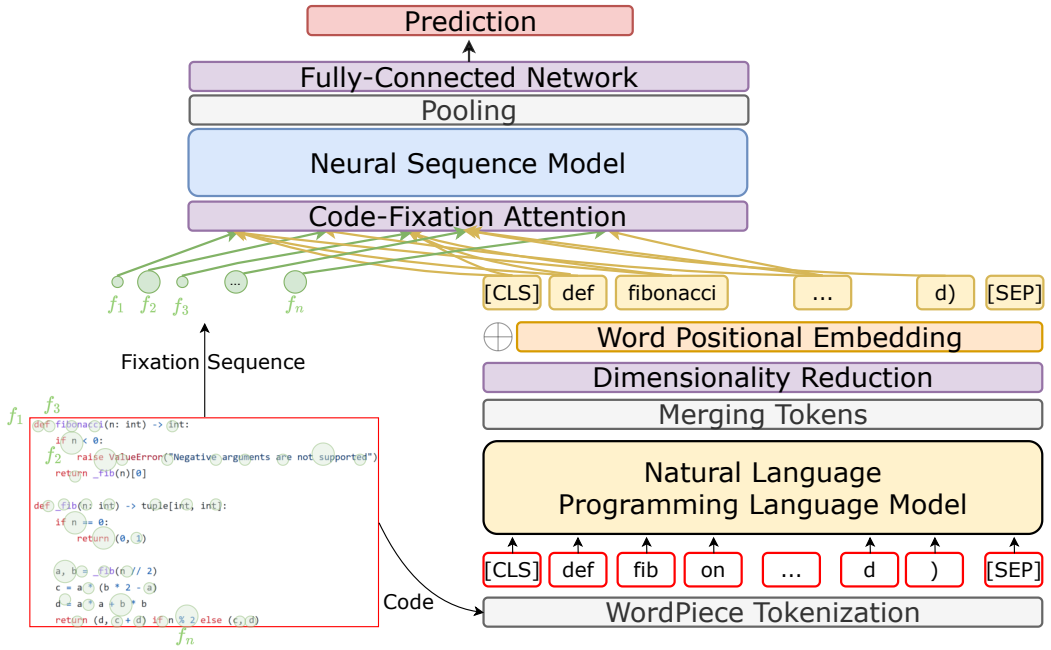 Prediction
Fully-Connected Network
Pooling
Neural Sequence Model
Code-Fixation Attention
f₁ f₂ f₃ ... fₙ
[CLS] def fibonacci ... d) [SEP]
Word Positional Embedding
Dimensionality Reduction
Merging Tokens
Natural Language
Programming Language Model
[CLS] def fib on ... d ) [SEP]
WordPiece Tokenization
Fixation Sequence
Code
f₁ f₃
def fibonacci(n: int) -> int:
if n < 0:
f₂
raise ValueError("Negative arguments are not supported")
return _fib(n)[0]
def _fib(n: int) -> tuple[int, int]:
if n == 0:
return (0, 1)
a, b = _fib(n // 2)
c = a * (b * 2 - a)
d = a * a + b * b
return (d, c + d) if n % 2 else (c, d)
fₙ